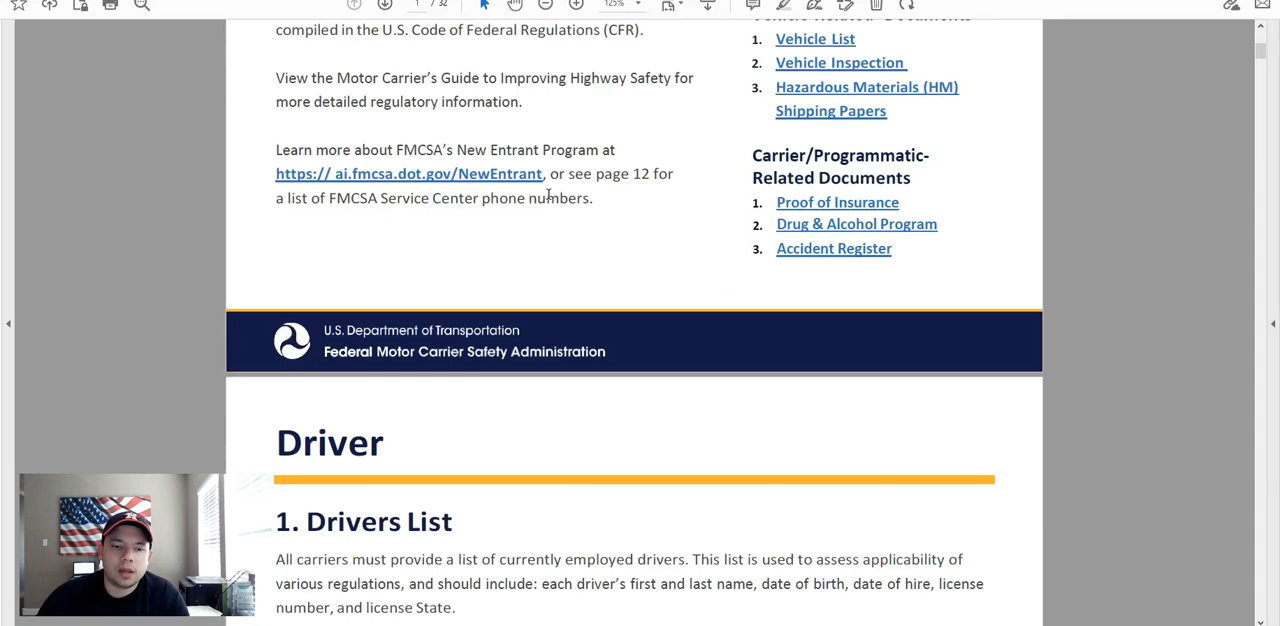 1 / 32
125%
compiled in the U.S. Code of Federal Regulations (CFR).
View the Motor Carrier's Guide to Improving Highway Safety for
more detailed regulatory information.
Learn more about FMCSA's New Entrant Program at
https:// ai.fmcsa.dot.gov/NewEntrant, or see page 12 for
a list of FMCSA Service Center phone numbers.
1. Vehicle List
2. Vehicle Inspection
3. Hazardous Materials (HM)
Shipping Papers
Carrier/Programmatic-
Related Documents
1. Proof of Insurance
2. Drug & Alcohol Program
3. Accident Register
U.S. Department of Transportation
Federal Motor Carrier Safety Administration
Driver
1. Drivers List
All carriers must provide a list of currently employed drivers. This list is used to assess applicability of
various regulations, and should include: each driver's first and last name, date of birth, date of hire, license
number, and license State.